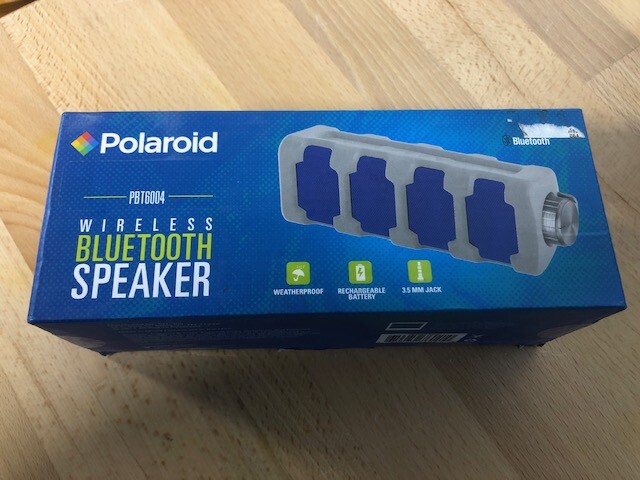 Polaroid
Bluetooth
PBT6004
WIRELESS
BLUETOOTH
SPEAKER
WEATHERPROOF
RECHARGEABLE
BATTERY
3.5 MM JACK